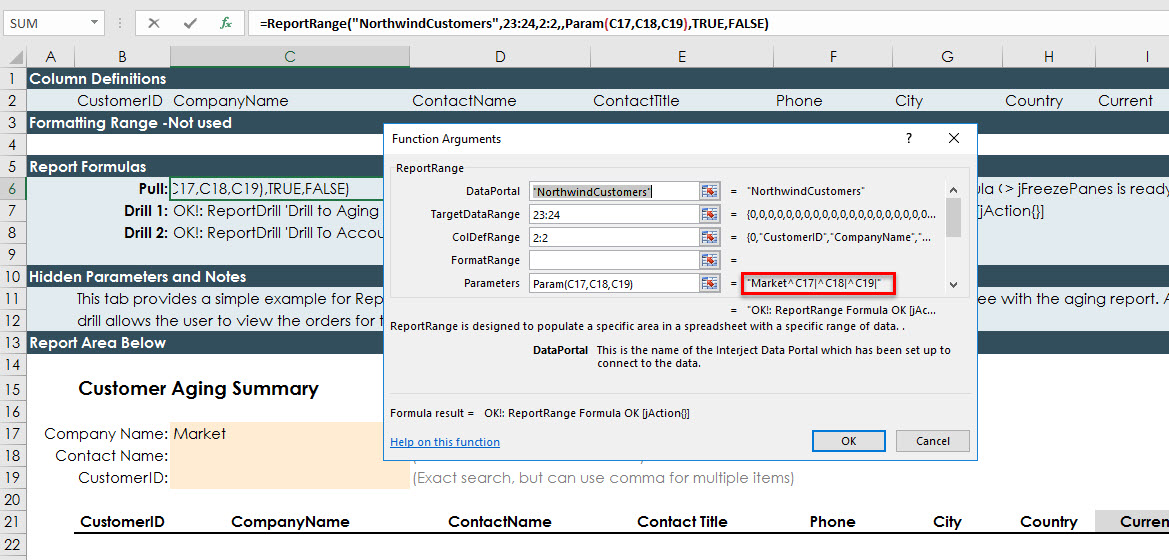 SUM =ReportRange("NorthwindCustomers",23:24,2:2,,Param(C17,C18,C19),TRUE,FALSE)
A B C D E F G H I
1 Column Definitions
2 CustomerID CompanyName ContactName ContactTitle Phone City Country Current
3 Formatting Range -Not used
4
5 Report Formulas
6 Pull: C17,C18,C19),TRUE,FALSE) ula <> jFreezePanes is ready
7 Drill 1: OK!: ReportDrill 'Drill to Aging [jAction{}]
8 Drill 2: OK!: ReportDrill 'Drill To Accou
9
10 Hidden Parameters and Notes
11 This tab provides a simple example for Rep ee with the aging report. A
12 drill allows the user to view the orders for t
13 Report Area Below
14
15 Customer Aging Summary
16
17 Company Name: Market
18 Contact Name:
19 CustomerID: (Exact search, but can use comma for multiple items)
20
21 CustomerID CompanyName ContactName Contact Title Phone City Country Curren
22
Function Arguments ?
ReportRange
DataPortal "NorthwindCustomers" = "NorthwindCustomers"
TargetDataRange 23:24 = {0,0,0,0,0,0,0,0,0,0,0,0,0,0,0,0,0,0,0...
ColDefRange 2:2 = {0,"CustomerID","CompanyName","...
FormatRange =
Parameters Param(C17,C18,C19) = "Market^C17|^C18|^C19|"
= "OK!: ReportRange Formula OK [jAc...
ReportRange is designed to populate a specific area in a spreadsheet with a specific range of data. .
DataPortal This is the name of the Interject Data Portal which has been set up to
connect to the data.
Formula result = OK!: ReportRange Formula OK [jAction{}]
Help on this function OK Cancel